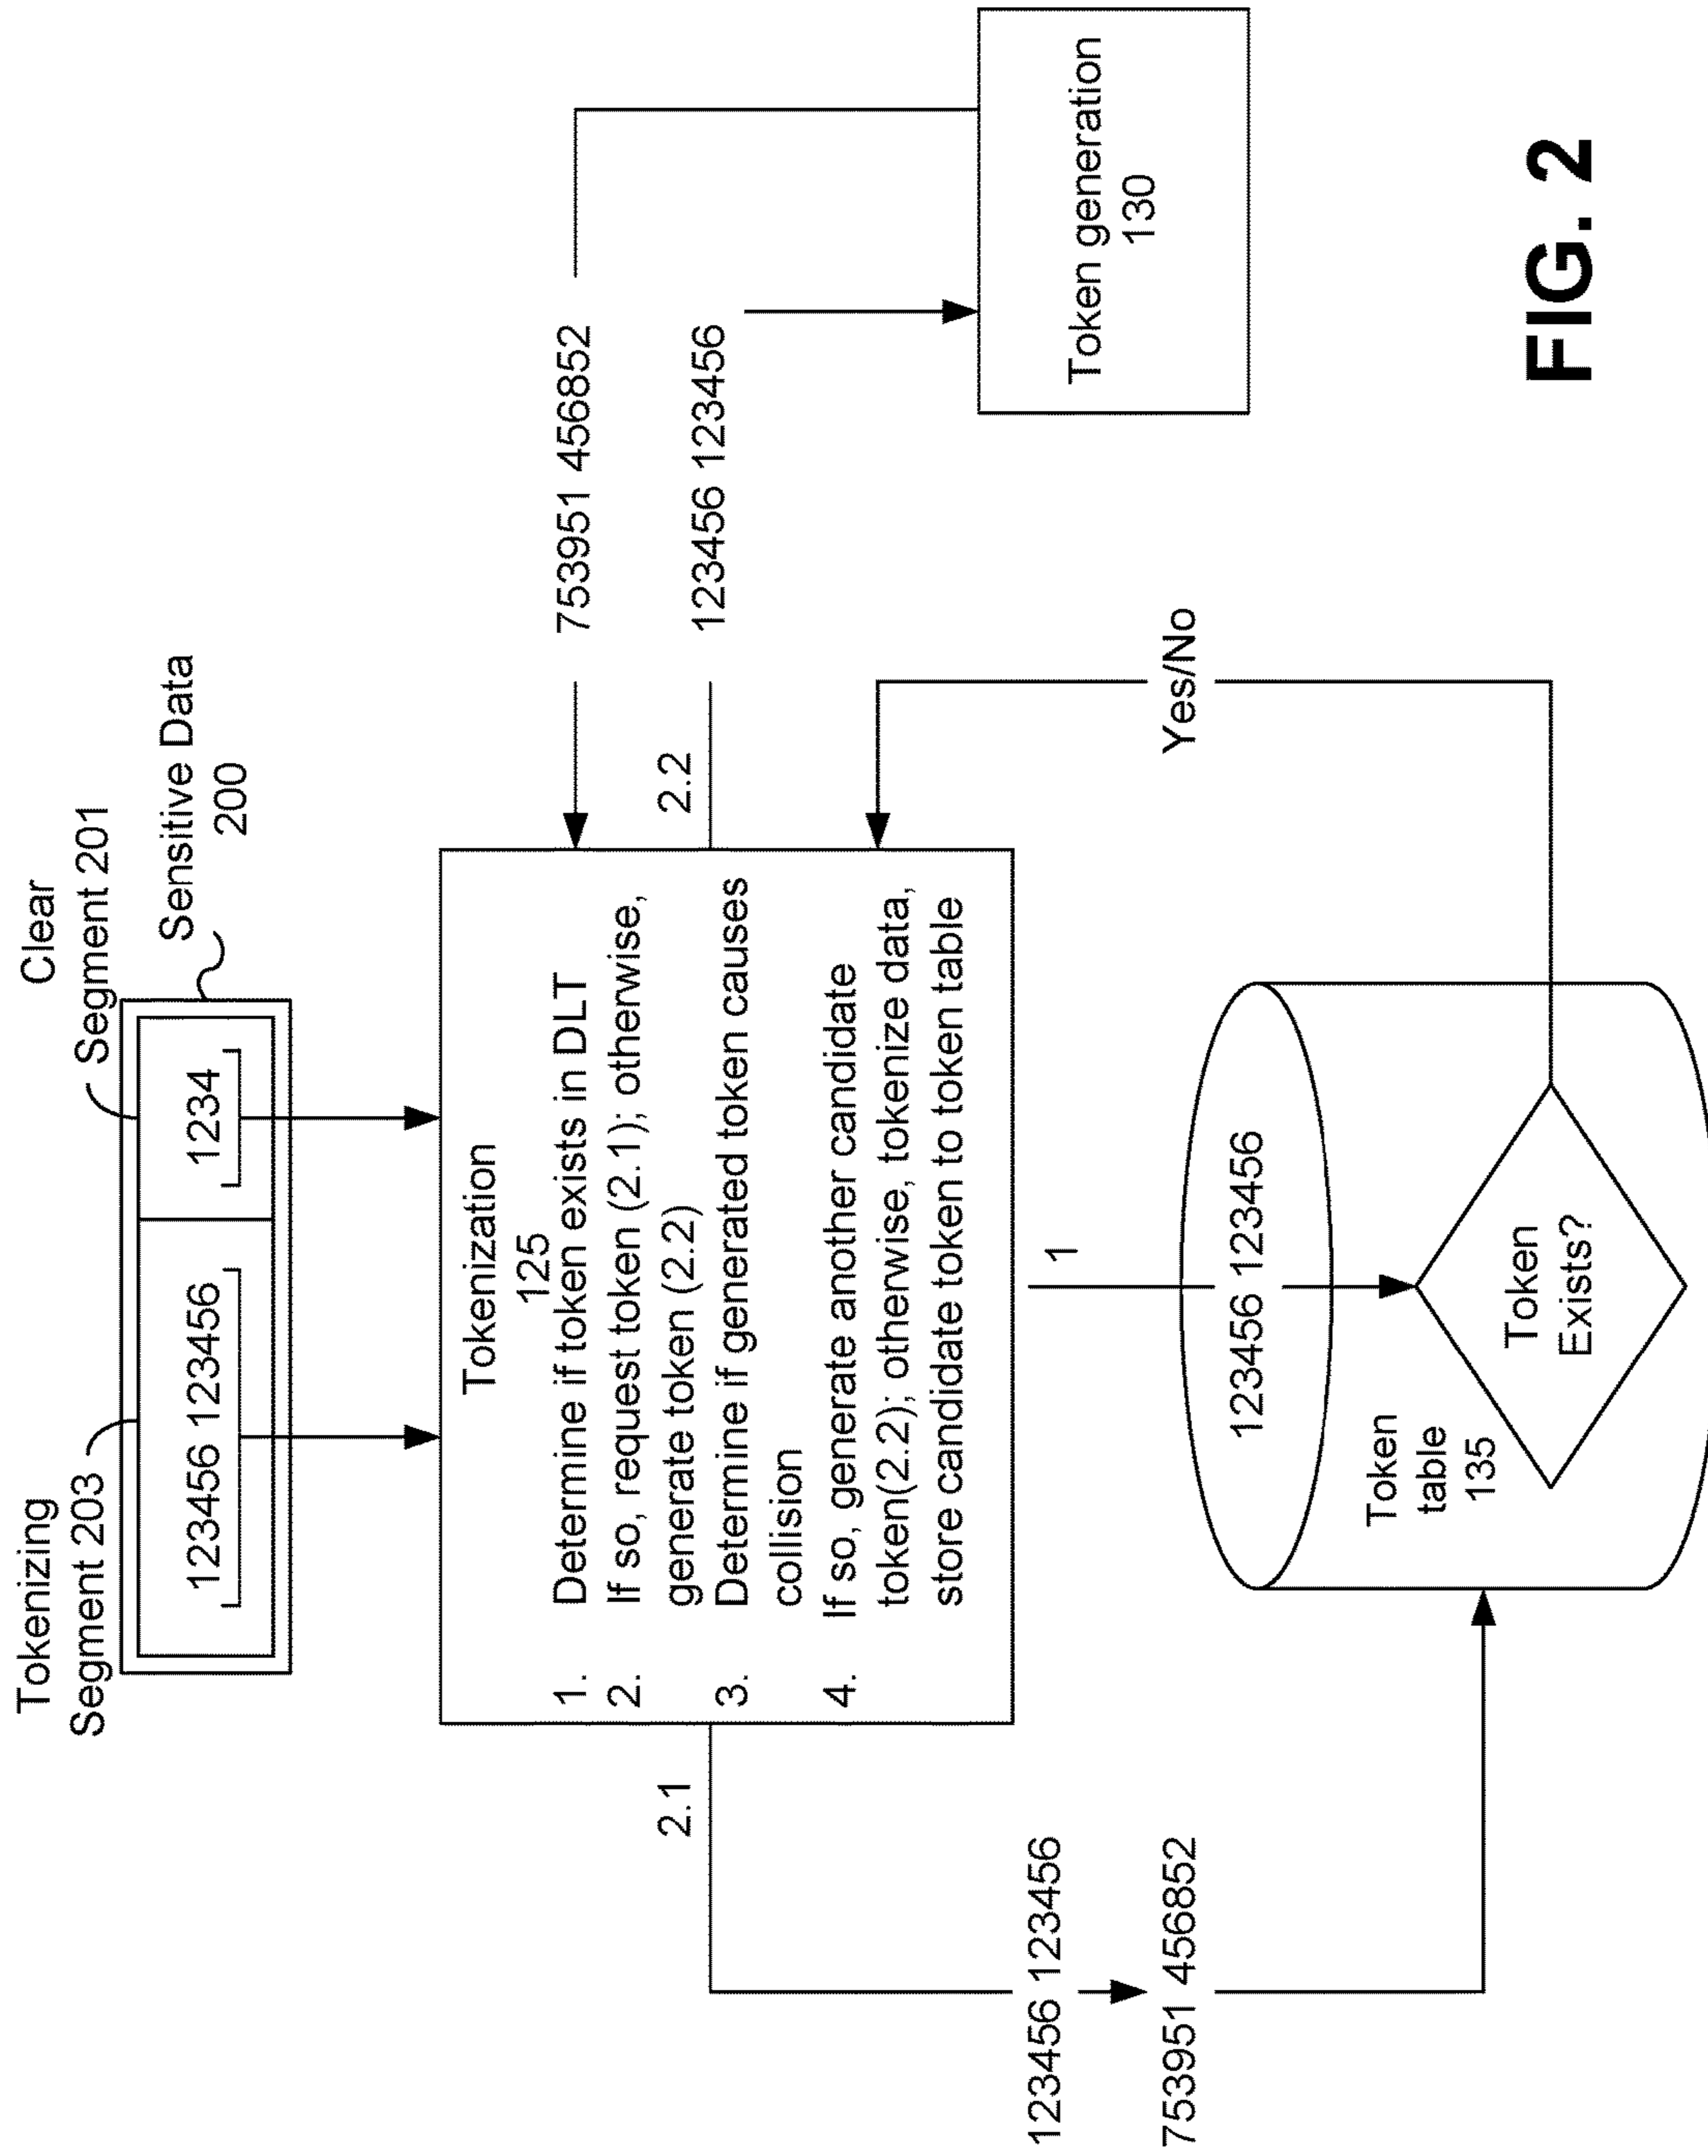 Tokenizing
Segment 203
Clear
Segment 201
Sensitive Data
200
123456 123456
1234
Tokenization
125
1. Determine if token exists in DLT
2. If so, request token (2.1); otherwise,
generate token (2.2)
3. Determine if generated token causes
collision
4. If so, generate another candidate
token(2.2); otherwise, tokenize data,
store candidate token to token table
2.1
2.2
753951 456852
123456 123456
Token generation
130
1
123456 123456
753951 456852
123456 123456
Token
table
135
Token
Exists?
Yes/No
FIG. 2